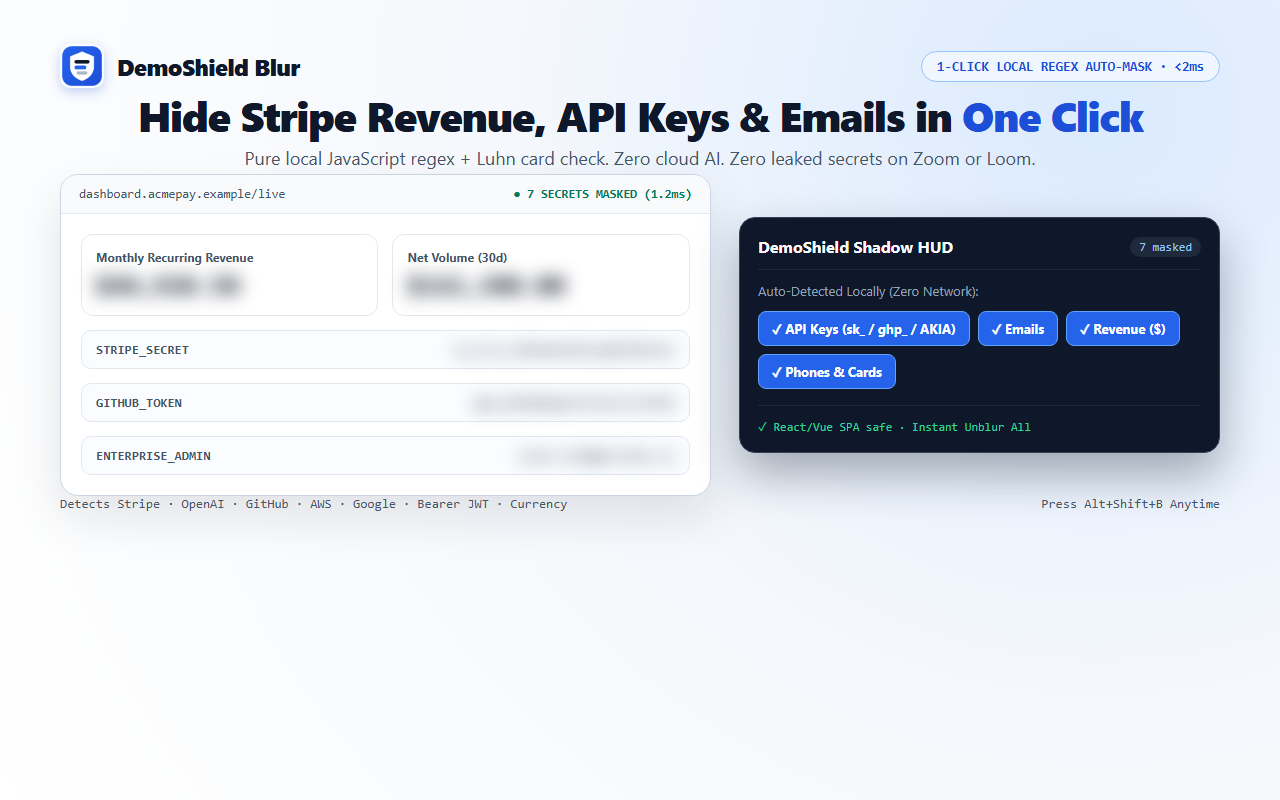 DemoShield Blur
1-CLICK LOCAL REGEX AUTO-MASK · <2ms
Hide Stripe Revenue, API Keys & Emails in One Click
Pure local JavaScript regex + Luhn card check. Zero cloud AI. Zero leaked secrets on Zoom or Loom.
dashboard.acmepay.example/live
● 7 SECRETS MASKED (1.2ms)
Monthly Recurring Revenue
Net Volume (30d)
STRIPE_SECRET
GITHUB_TOKEN
ENTERPRISE_ADMIN
DemoShield Shadow HUD
7 masked
Auto-Detected Locally (Zero Network):
✓ API Keys (sk_ / ghp_ / AKIA)
✓ Emails
✓ Revenue ($)
✓ Phones & Cards
✓ React/Vue SPA safe · Instant Unblur All
Detects Stripe · OpenAI · GitHub · AWS · Google · Bearer JWT · Currency
Press Alt+Shift+B Anytime